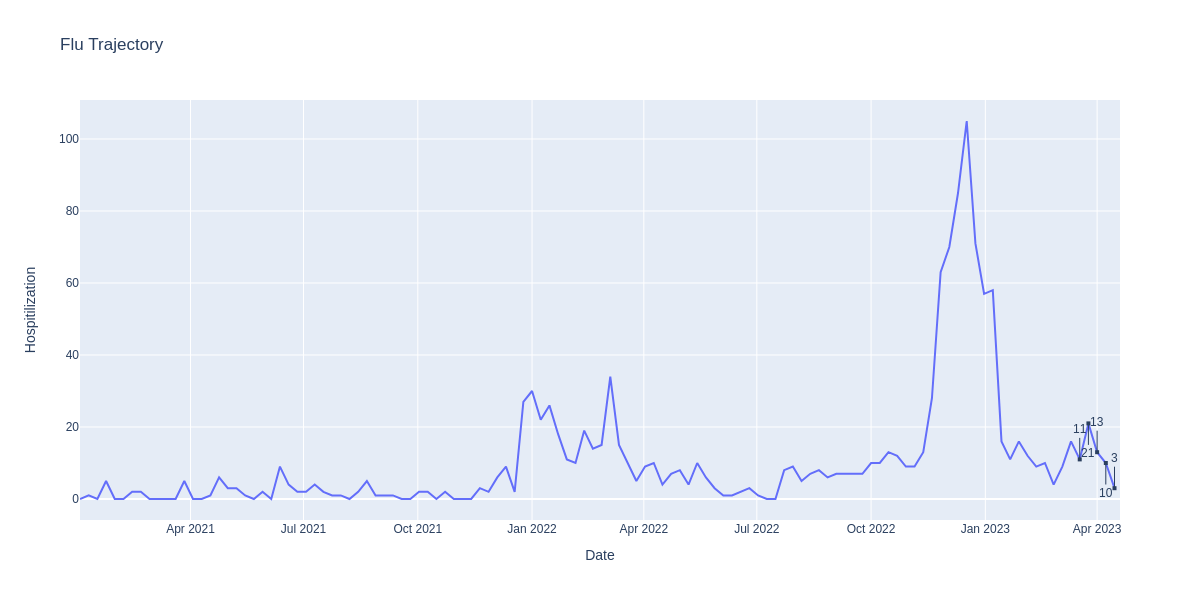 Flu Trajectory
Hospitilization
100
80
60
40
20
0
11
21
13
10
3
Apr 2021
Jul 2021
Oct 2021
Jan 2022
Apr 2022
Jul 2022
Oct 2022
Jan 2023
Apr 2023
Date